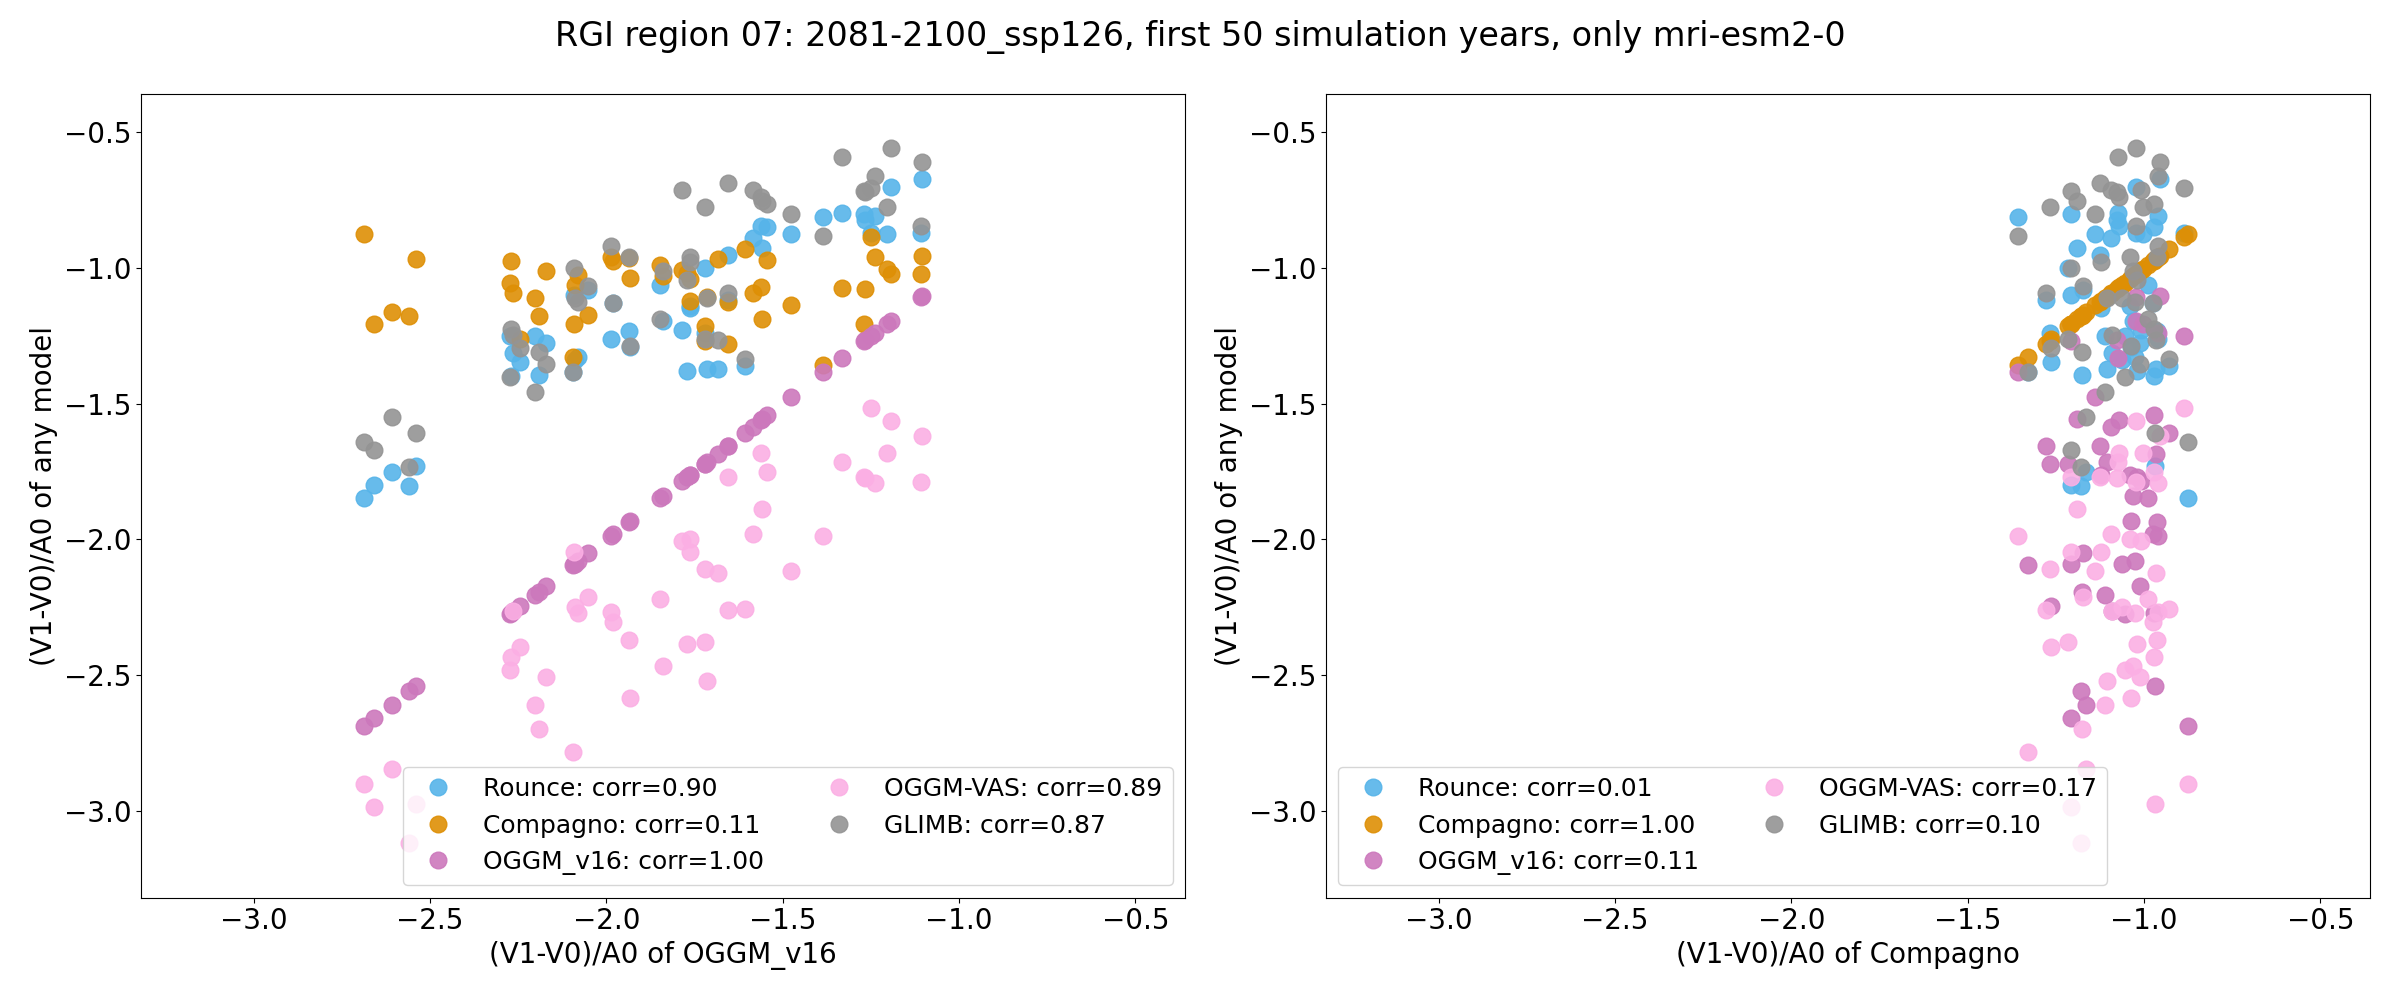 RGI region 07: 2081-2100_ssp126, first 50 simulation years, only mri-esm2-0
(V1-V0)/A0 of any model
−0.5
−1.0
−1.5
−2.0
−2.5
−3.0
Rounce: corr=0.90
Compagno: corr=0.11
OGGM_v16: corr=1.00
OGGM-VAS: corr=0.89
GLIMB: corr=0.87
−3.0 −2.5 −2.0 −1.5 −1.0 −0.5
(V1-V0)/A0 of OGGM_v16
(V1-V0)/A0 of any model
−0.5
−1.0
−1.5
−2.0
−2.5
−3.0
Rounce: corr=0.01
Compagno: corr=1.00
OGGM_v16: corr=0.11
OGGM-VAS: corr=0.17
GLIMB: corr=0.10
−3.0 −2.5 −2.0 −1.5 −1.0 −0.5
(V1-V0)/A0 of Compagno